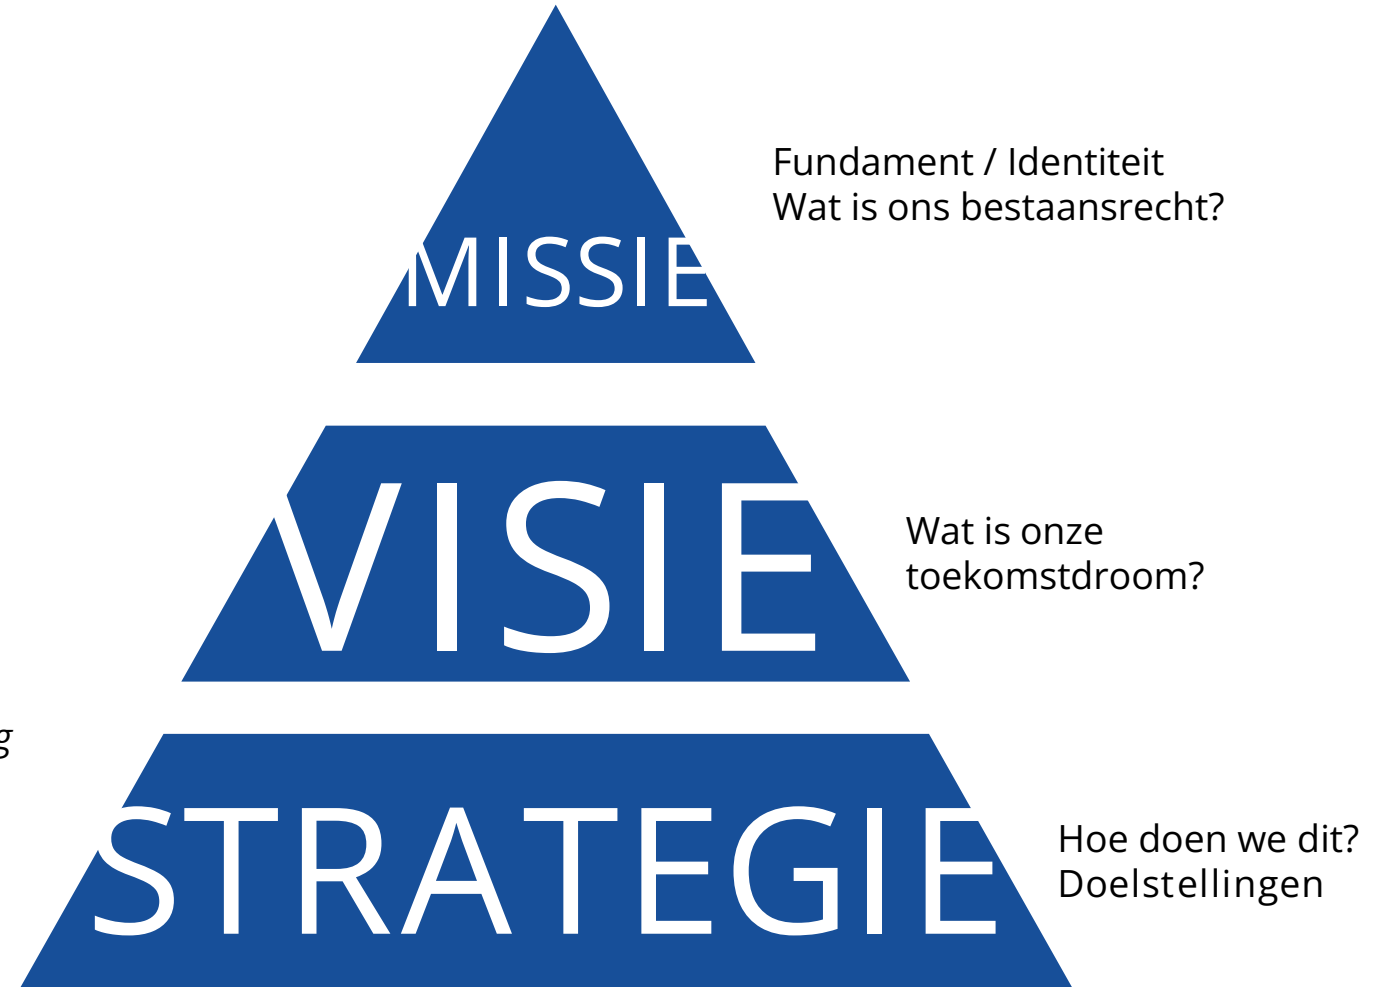 Fundament / Identiteit
Wat is ons bestaansrecht?
MISSIE
VISIE
Wat is onze
toekomstdroom?
g
STRATEGIE
Hoe doen we dit?
Doelstellingen